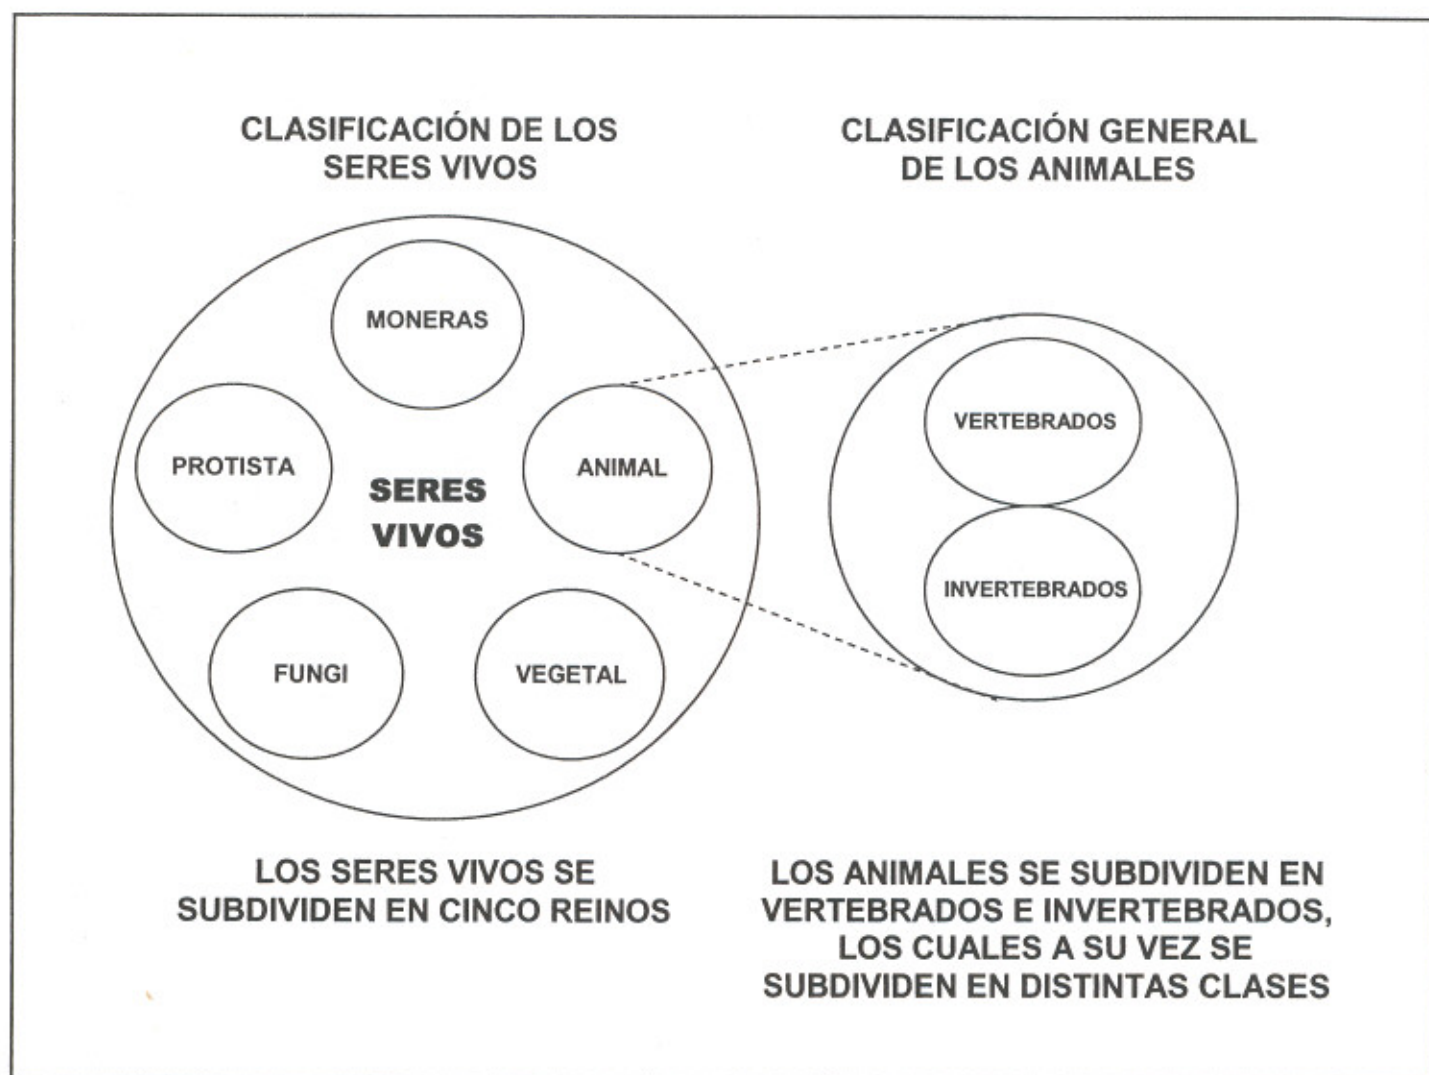 CLASIFICACIÓN DE LOS
SERES VIVOS
MONERAS
PROTISTA
ANIMAL
SERES
VIVOS
FUNGI
VEGETAL
LOS SERES VIVOS SE
SUBDIVIDEN EN CINCO REINOS
CLASIFICACIÓN GENERAL
DE LOS ANIMALES
VERTEBRADOS
INVERTEBRADOS
LOS ANIMALES SE SUBDIVIDEN EN
VERTEBRADOS E INVERTEBRADOS,
LOS CUALES A SU VEZ SE
SUBDIVIDEN EN DISTINTAS CLASES